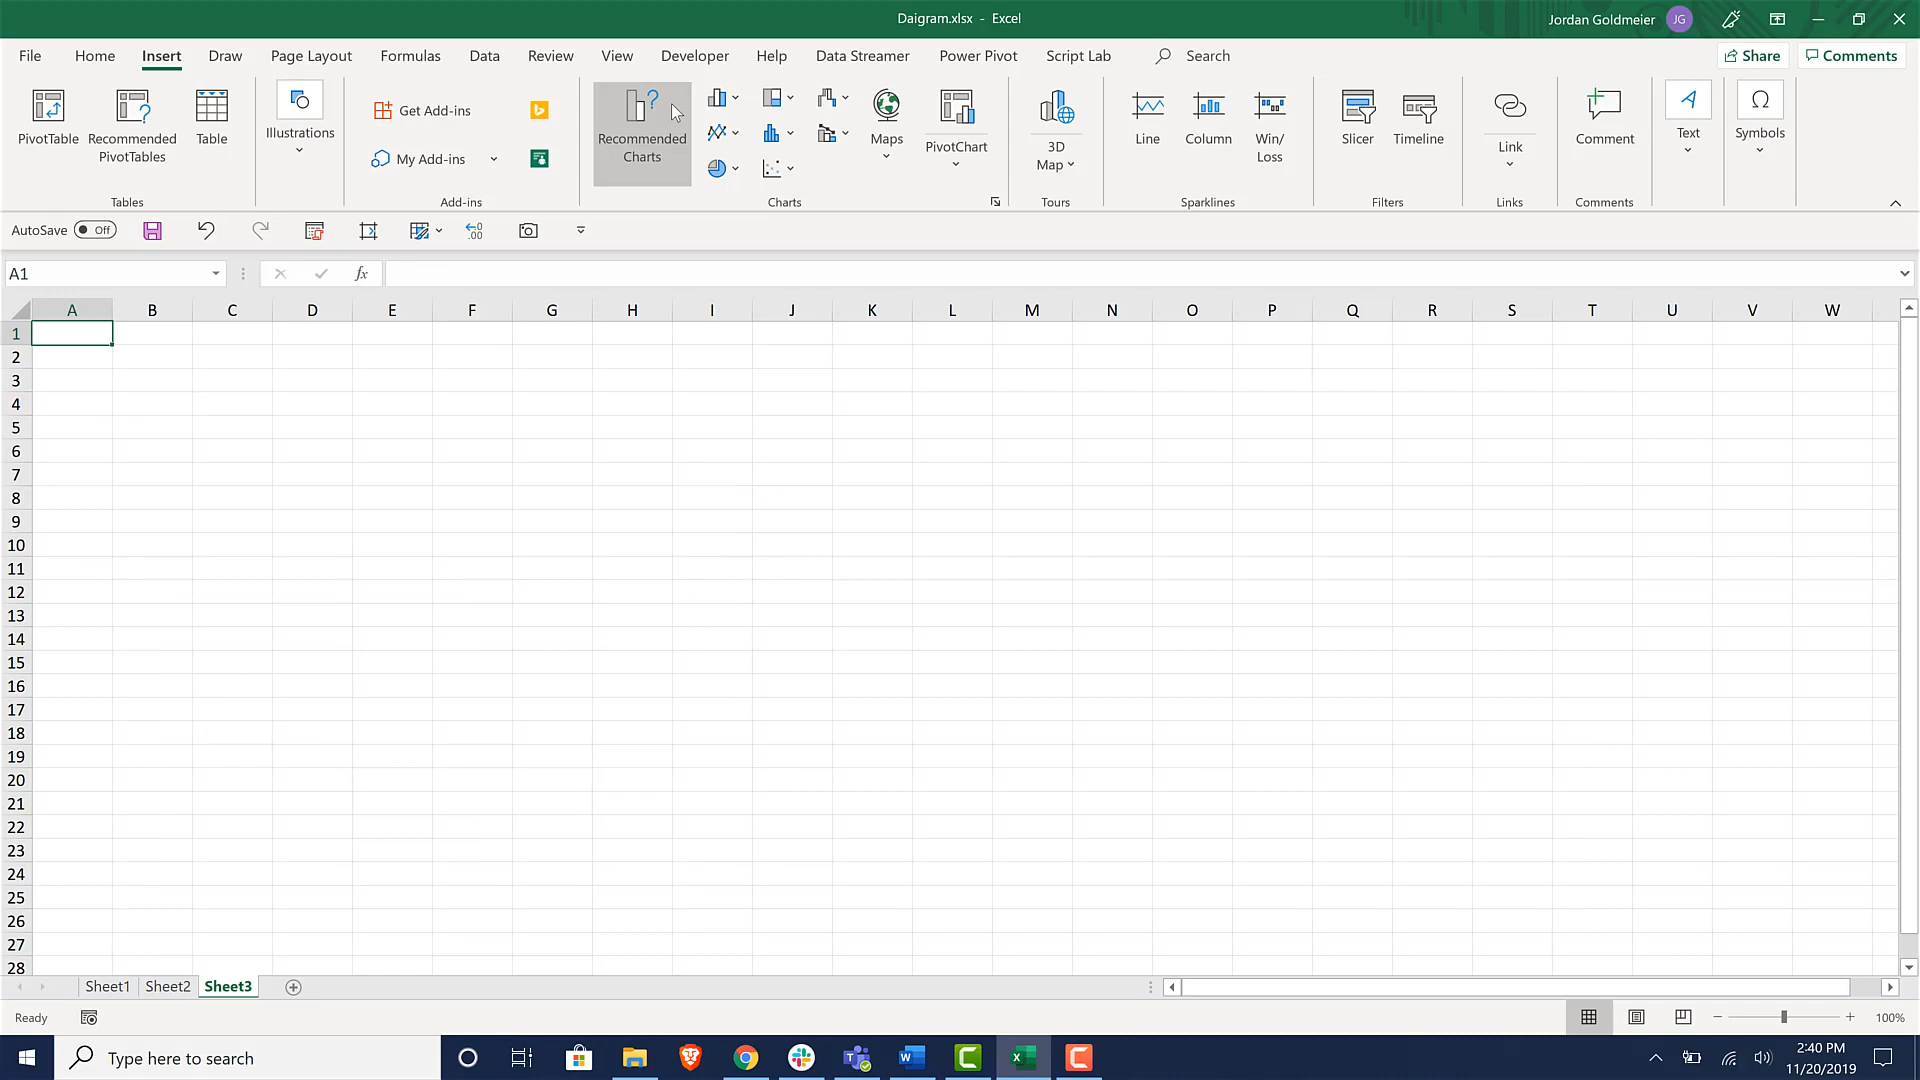 Daigram.xlsx - Excel
Jordan Goldmeier JG
File Home Insert Draw Page Layout Formulas Data Review View Developer Help Data Streamer Power Pivot Script Lab Search Share Comments
PivotTable
Recommended
PivotTables
Table
Illustrations
Get Add-ins
My Add-ins
Recommended
Charts
Maps
PivotChart
3D
Map
Line
Column
Win/
Loss
Slicer
Timeline
Link
Comment
Text
Symbols
Tables Add-ins Charts Tours Sparklines Filters Links Comments
AutoSave Off
A1 fx
A B C D E F G H I J K L M N O P Q R S T U V W
1
2
3
4
5
6
7
8
9
10
11
12
13
14
15
16
17
18
19
20
21
22
23
24
25
26
27
28
Sheet1 Sheet2 Sheet3
Ready 100%
Type here to search
2:40 PM
11/20/2019